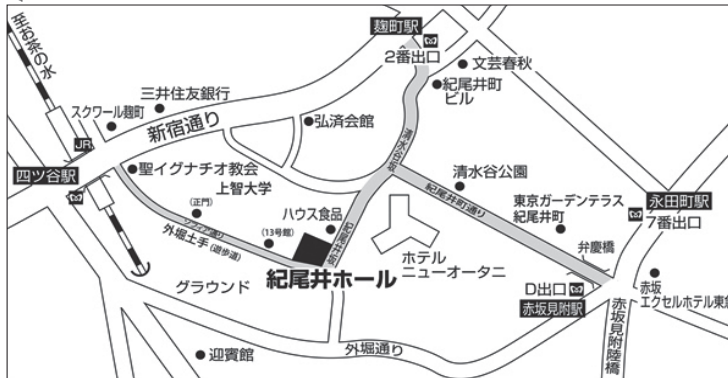 至お茶の水
麹町駅
2番出口
文芸春秋
紀尾井町
ビル
三井住友銀行
スクワール麹町
新宿通り
弘済会館
清水谷坂
JR
四ツ谷駅
聖イグナチオ教会
上智大学
清水谷公園
紀尾井町通り
東京ガーデンテラス
紀尾井町
永田町駅
7番出口
(正門)
ソフィア通り
外堀土手(遊歩道)
(13号館)
ハウス食品
紀尾井坂
ホテル
ニューオータニ
弁慶橋
グラウンド
紀尾井ホール
D出口
赤坂見附駅
赤坂
エクセルホテル東急
迎賓館
外堀通り
赤坂見附陸橋